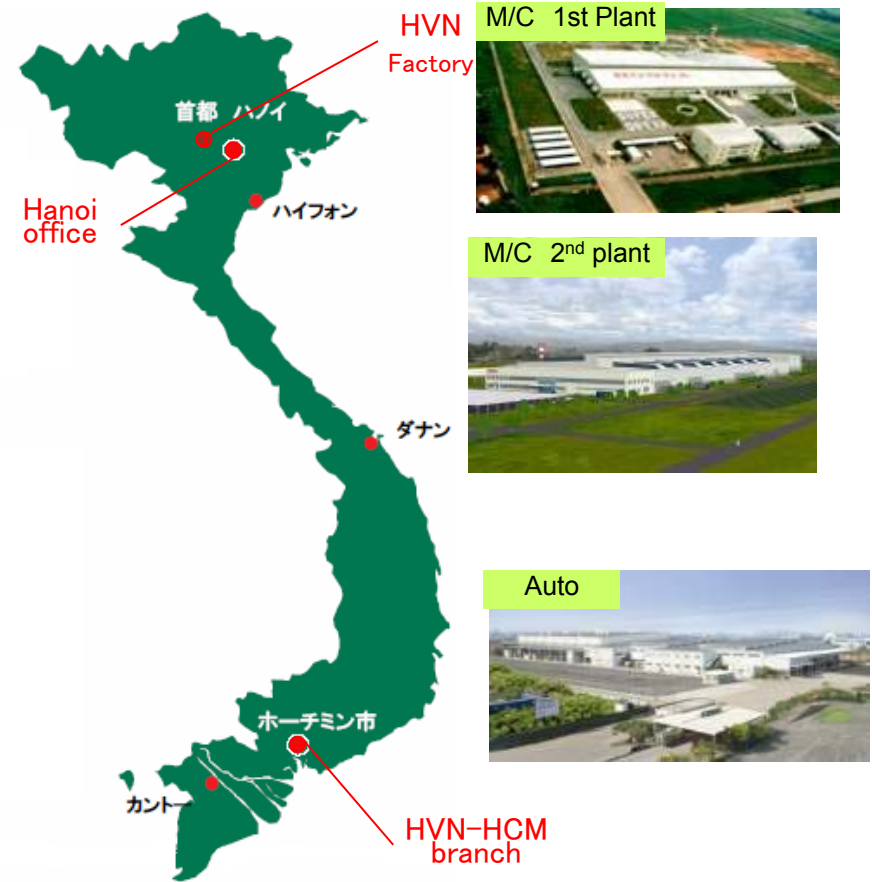 HVN
Factory
首都 ハノイ
Hanoi
office
ハイフォン
ダナン
ホーチミン市
カントー
HVN-HCM
branch
M/C 1st Plant
M/C 2nd plant
Auto